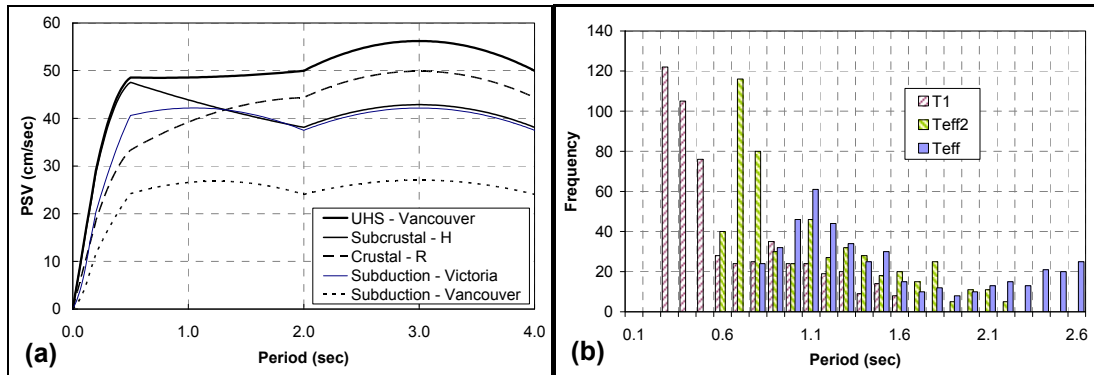 60
50
40
30
20
10
0
PSV (cm/sec)
UHS - Vancouver
Subcrustal - H
Crustal - R
Subduction - Victoria
Subduction - Vancouver
0.0 1.0 2.0 3.0 4.0
(a)
Period (sec)
140
120
100
80
60
40
20
0
Frequency
T1
Teff2
Teff
0.1 0.6 1.1 1.6 2.1 2.6
(b)
Period (sec)